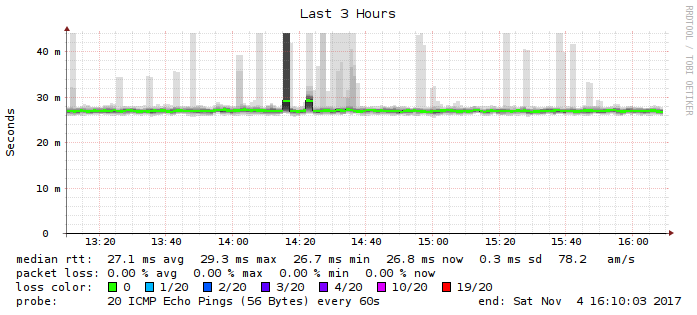 Last 3 Hours
RRDTOOL / TOBI OETIKER
Seconds
40 m
30 m
20 m
10 m
0
13:20 13:40 14:00 14:20 14:40 15:00 15:20 15:40 16:00
median rtt: 27.1 ms avg 29.3 ms max 26.7 ms min 26.8 ms now 0.3 ms sd 78.2 am/s
packet loss: 0.00 % avg 0.00 % max 0.00 % min 0.00 % now
loss color: 0 1/20 2/20 3/20 4/20 10/20 19/20
probe: 20 ICMP Echo Pings (56 Bytes) every 60s end: Sat Nov 4 16:10:03 2017